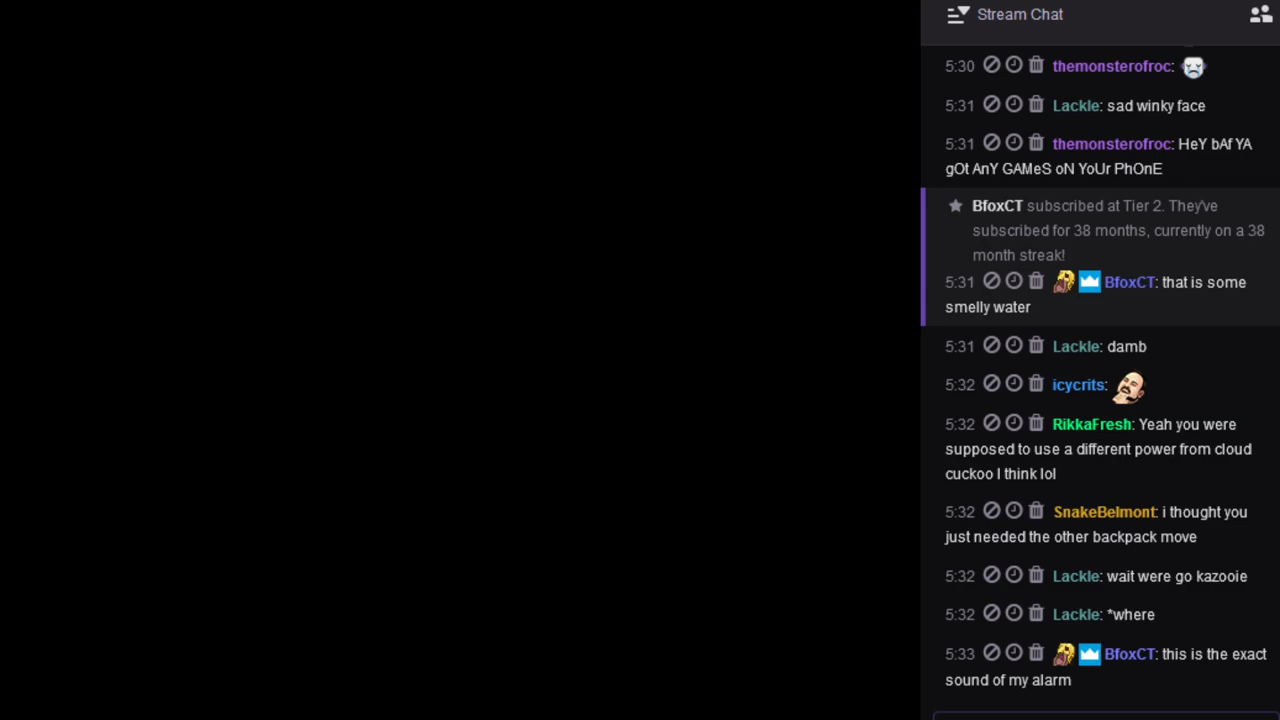 Stream Chat
5:30 themonsterofroc:
5:31 Lackle: sad winky face
5:31 themonsterofroc: HeY bAf YA
gOt AnY GAMeS oN YoUr PhOnE
BfoxCT subscribed at Tier 2. They've
subscribed for 38 months, currently on a 38
month streak!
5:31 BfoxCT: that is some
smelly water
5:31 Lackle: damb
5:32 icycrits:
5:32 RikkaFresh: Yeah you were
supposed to use a different power from cloud
cuckoo I think lol
5:32 SnakeBelmont: i thought you
just needed the other backpack move
5:32 Lackle: wait were go kazooie
5:32 Lackle: *where
5:33 BfoxCT: this is the exact
sound of my alarm